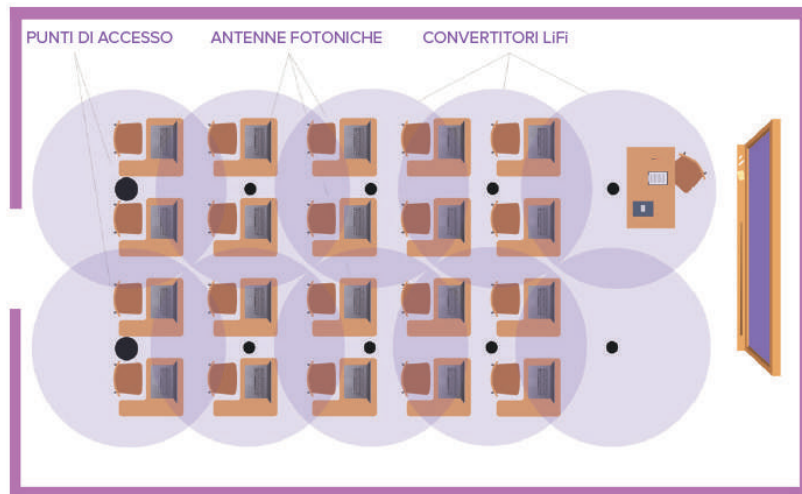 PUNTI DI ACCESSO
ANTENNE FOTONICHE
CONVERTITORI LiFi